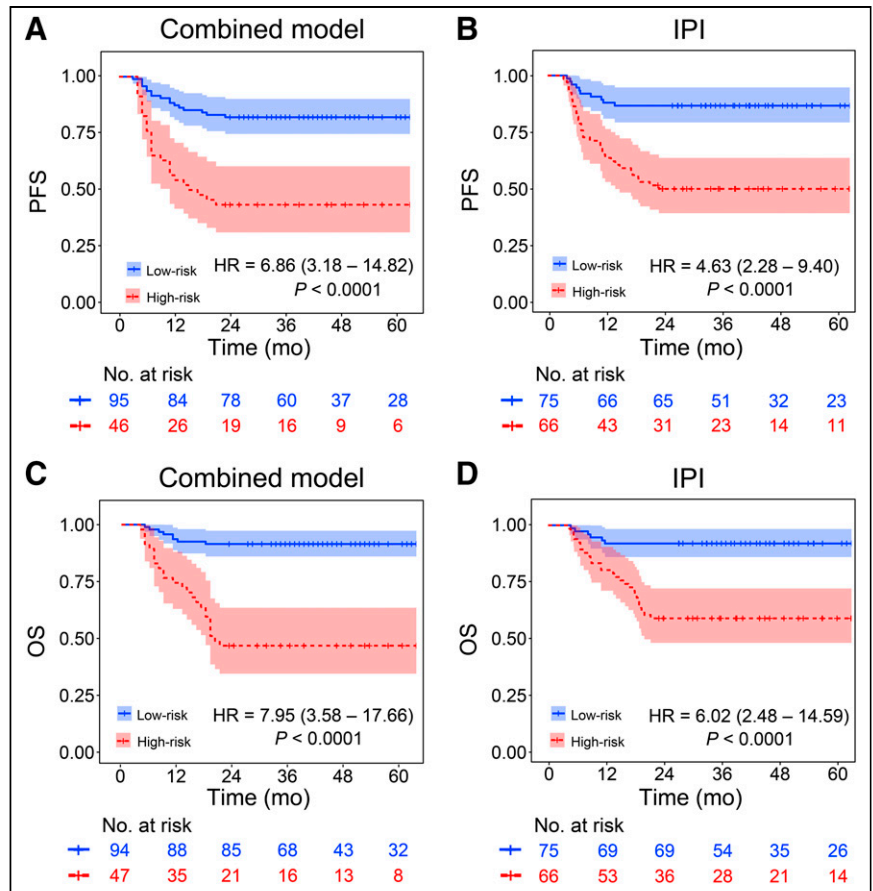 A
Combined model
PFS
1.00
0.75
0.50
0.25
0.00
Low-risk
High-risk
HR = 6.86 (3.18 – 14.82)
P < 0.0001
0 12 24 36 48 60
Time (mo)
No. at risk
95 84 78 60 37 28
46 26 19 16 9 6
B
IPI
PFS
1.00
0.75
0.50
0.25
0.00
Low-risk
High-risk
HR = 4.63 (2.28 – 9.40)
P < 0.0001
0 12 24 36 48 60
Time (mo)
No. at risk
75 66 65 51 32 23
66 43 31 23 14 11
C
Combined model
OS
1.00
0.75
0.50
0.25
0.00
Low-risk
High-risk
HR = 7.95 (3.58 – 17.66)
P < 0.0001
0 12 24 36 48 60
Time (mo)
No. at risk
94 88 85 68 43 32
47 35 21 16 13 8
D
IPI
OS
1.00
0.75
0.50
0.25
0.00
Low-risk
High-risk
HR = 6.02 (2.48 – 14.59)
P < 0.0001
0 12 24 36 48 60
Time (mo)
No. at risk
75 69 69 54 35 26
66 53 36 28 21 14